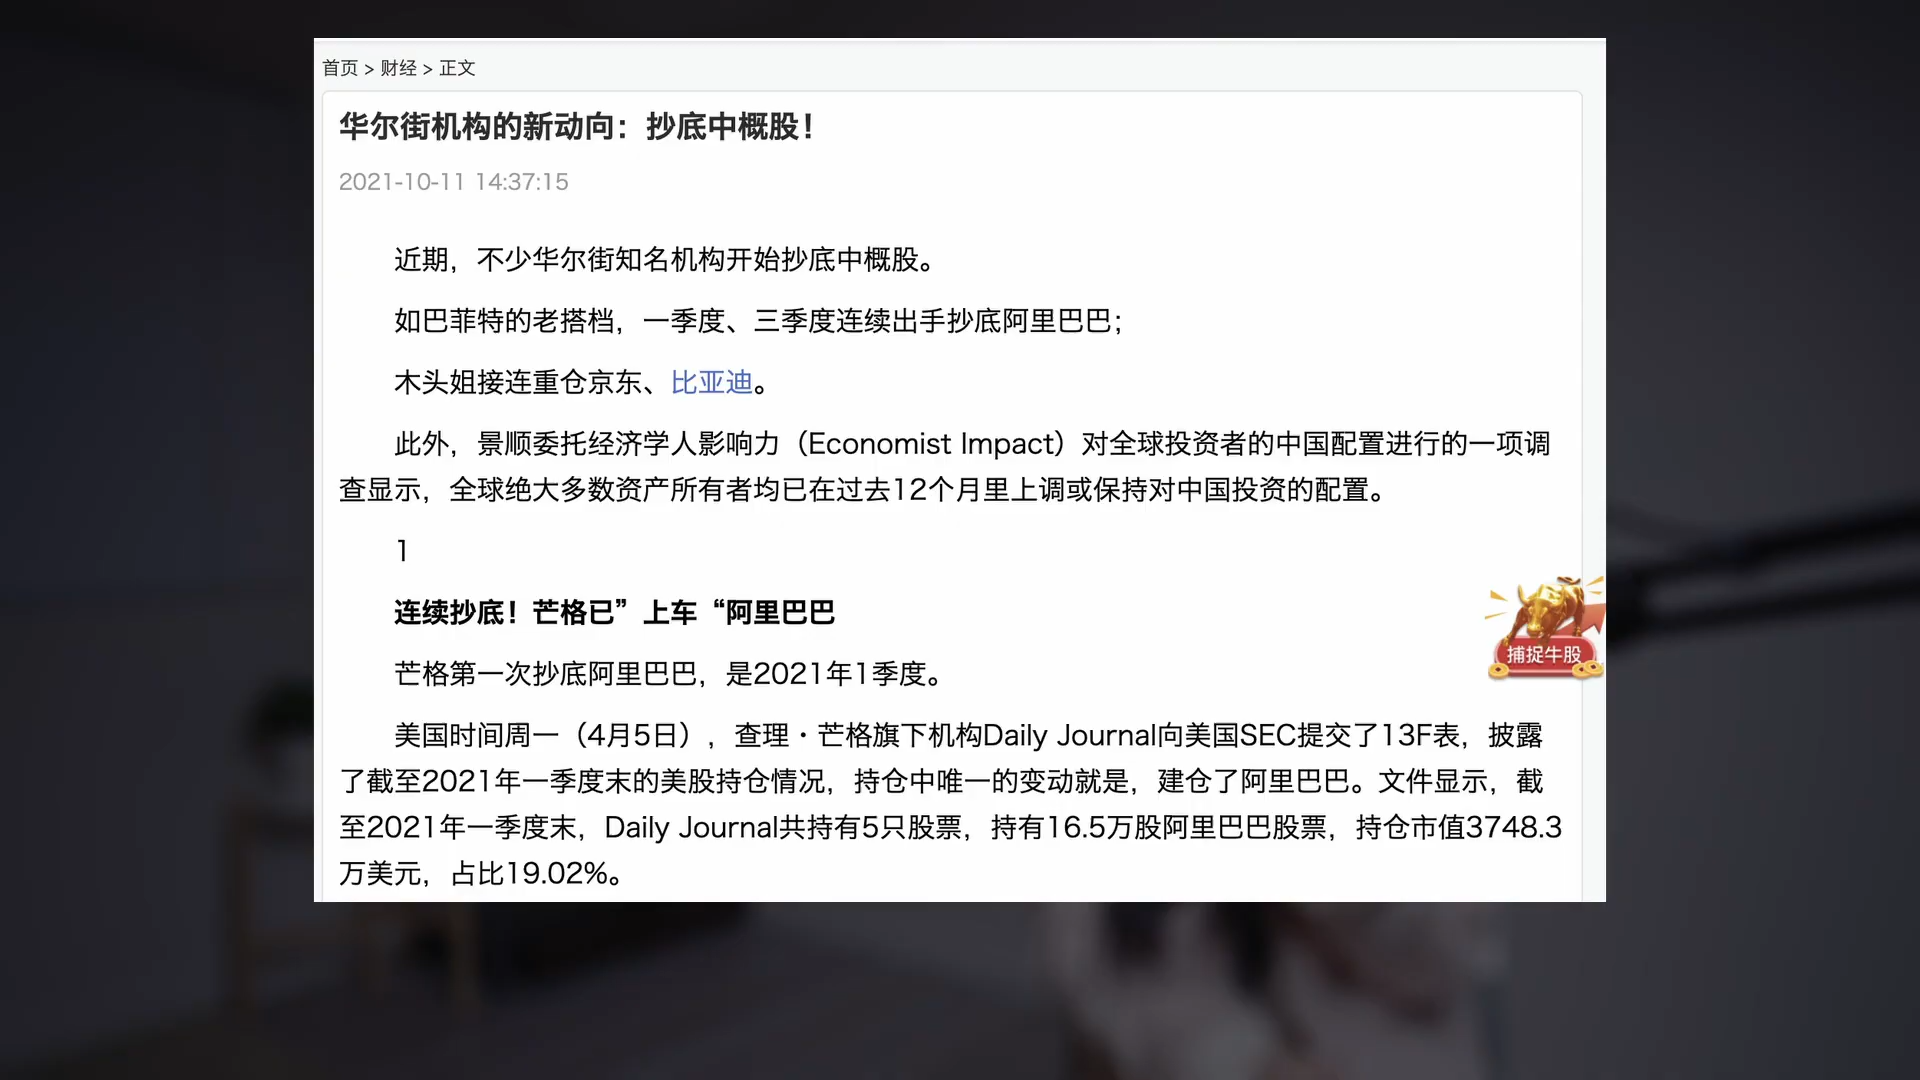 首页 > 财经 > 正文
华尔街机构的新动向：抄底中概股！
2021-10-11 14:37:15
近期，不少华尔街知名机构开始抄底中概股。
如巴菲特的老搭档，一季度、三季度连续出手抄底阿里巴巴；
木头姐接连重仓京东、比亚迪。
此外，景顺委托经济学人影响力（Economist Impact）对全球投资者的中国配置进行的一项调
查显示，全球绝大多数资产所有者均已在过去12个月里上调或保持对中国投资的配置。
1
连续抄底！芒格已”上车“阿里巴巴
捕捉牛股
芒格第一次抄底阿里巴巴，是2021年1季度。
美国时间周一（4月5日），查理·芒格旗下机构Daily Journal向美国SEC提交了13F表，披露
了截至2021年一季度末的美股持仓情况，持仓中唯一的变动就是，建仓了阿里巴巴。文件显示，截
至2021年一季度末，Daily Journal共持有5只股票，持有16.5万股阿里巴巴股票，持仓市值3748.3
万美元，占比19.02%。